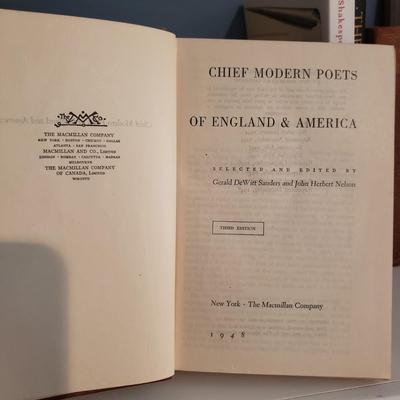 The MMCo.
THE MACMILLAN COMPANY
NEW YORK · BOSTON · CHICAGO · DALLAS
ATLANTA · SAN FRANCISCO
MACMILLAN AND CO., LIMITED
LONDON · BOMBAY · CALCUTTA · MADRAS
MELBOURNE
THE MACMILLAN COMPANY
OF CANADA, LIMITED
TORONTO
CHIEF MODERN POETS
OF ENGLAND & AMERICA
SELECTED AND EDITED BY
Gerald DeWitt Sanders and John Herbert Nelson
THIRD EDITION
New York · The Macmillan Company
1948